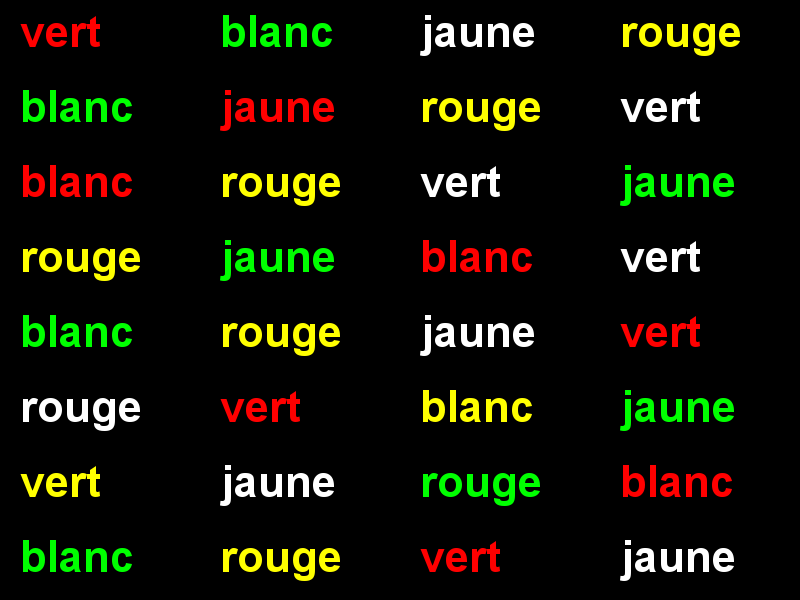 vert blanc jaune rouge
blanc jaune rouge vert
blanc rouge vert jaune
rouge jaune blanc vert
blanc rouge jaune vert
rouge vert blanc jaune
vert jaune rouge blanc
blanc rouge vert jaune